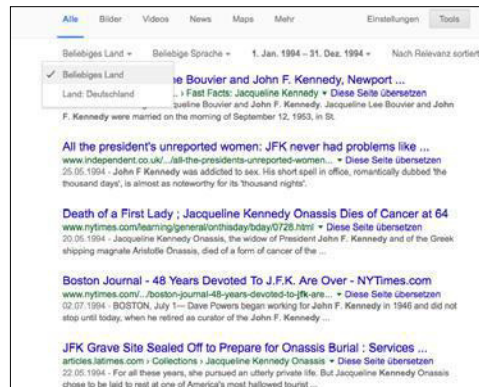 Alle Bilder Videos News Maps Mehr Einstellungen Tools
Beliebiges Land Beliebige Sprache 1. Jan. 1994 – 31. Dez. 1994 Nach Relevanz sortiert
✓ Beliebiges Land
Land: Deutschland
ne Bouvier and John F. Kennedy, Newport ...
... › Fast Facts: Jacqueline Kennedy ▾ Diese Seite übersetzen
queline Bouvier and John F. Kennedy. Jacqueline Lee Bouvier and John
F. Kennedy were married on the morning of September 12, 1953, in St.
All the president's unreported women: JFK never had problems like ...
www.independent.co.uk/.../all-the-presidents-unreported-women... ▾ Diese Seite übersetzen
25.05.1994 - John F Kennedy was addicted to sex. His short spell in office, romantically dubbed 'the
thousand days', is almost as noteworthy for its 'thousand nights'.
Death of a First Lady ; Jacqueline Kennedy Onassis Dies of Cancer at 64
www.nytimes.com/learning/general/onthisday/bday/0728.html ▾ Diese Seite übersetzen
20.05.1994 - Jacqueline Kennedy Onassis, the widow of President John F. Kennedy and of the Greek
shipping magnate Aristotle Onassis, died of a form of cancer of the ...
Boston Journal - 48 Years Devoted To J.F.K. Are Over - NYTimes.com
www.nytimes.com/.../boston-journal-48-years-devoted-to-jfk-are... ▾ Diese Seite übersetzen
02.07.1994 - BOSTON, July 1— Dave Powers began working for John F. Kennedy in 1946 and did not
stop until today, when he retired as curator of the John F. Kennedy ...
JFK Grave Site Sealed Off to Prepare for Onassis Burial : Services ...
articles.latimes.com › Collections › Jacqueline Kennedy Onassis ▾ Diese Seite übersetzen
22.05.1994 - For all these years, she pursued an utterly private life. But Jacqueline Kennedy Onassis
chose to be laid to rest at one of America's most hallowed tourist ...